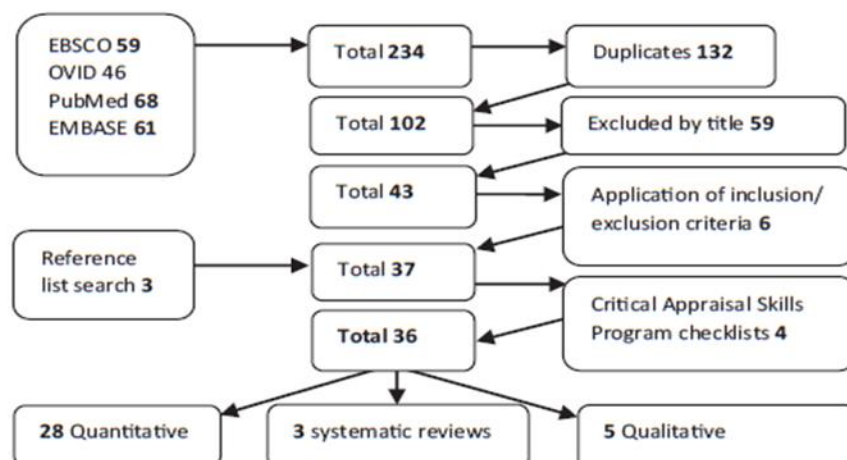 EBSCO 59
OVID 46
PubMed 68
EMBASE 61
Total 234
Duplicates 132
Total 102
Excluded by title 59
Total 43
Application of inclusion/
exclusion criteria 6
Reference
list search 3
Total 37
Critical Appraisal Skills
Program checklists 4
Total 36
28 Quantitative
3 systematic reviews
5 Qualitative